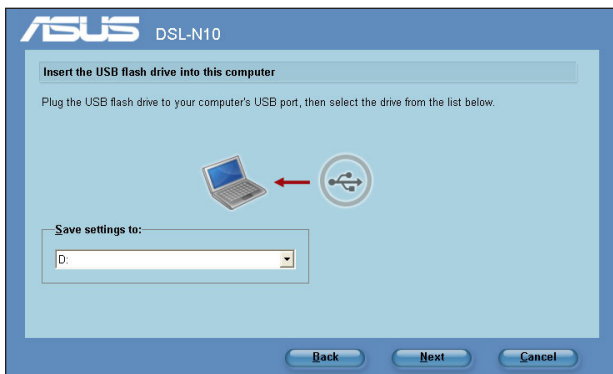 ASUS DSL-N10
Insert the USB flash drive into this computer
Plug the USB flash drive to your computer's USB port, then select the drive from the list below.
Save settings to:
D:
Back Next Cancel